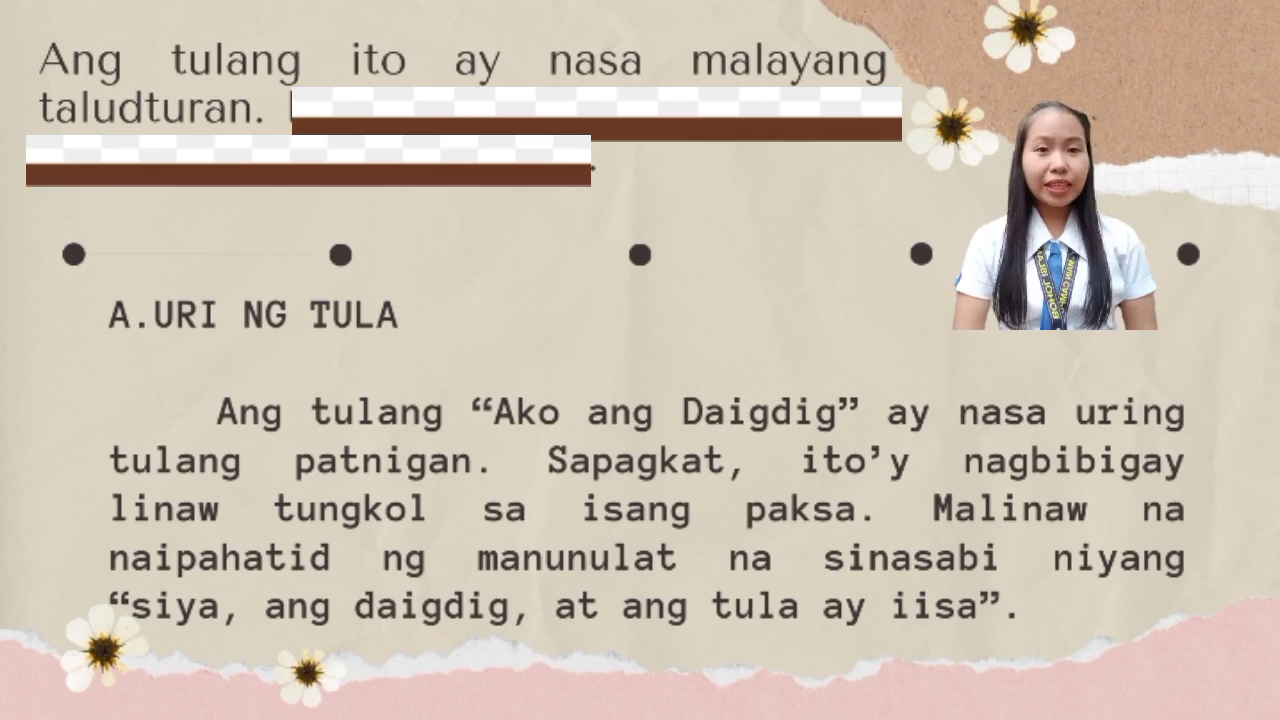 Ang tulang ito ay nasa malayang
taludturan.
A.URI NG TULA
Ang tulang “Ako ang Daigdig” ay nasa uring
tulang patnigan. Sapagkat, ito’y nagbibigay
linaw tungkol sa isang paksa. Malinaw na
naipahatid ng manunulat na sinasabi niyang
“siya, ang daigdig, at ang tula ay iisa”.